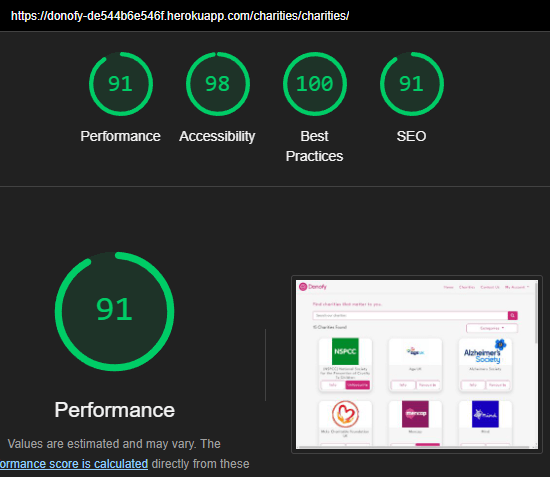 https://donofy-de544b6e546f.herokuapp.com/charities/charities/
91
98
100
91
Performance
Accessibility
Best
Practices
SEO
91
Performance
Values are estimated and may vary. The
ormance score is calculated directly from these
Donofy
Home Charities Contact Us My Account
Find charities that matter to you.
Search for charities
10 Charities Found
Categories
NSPCC
NSPCC( National Society
for the Prevention of Cruelty
to Children
Age UK
Alzheimer's
Society
Alzheimer's Society
mencap
Mencap
mind
Mind